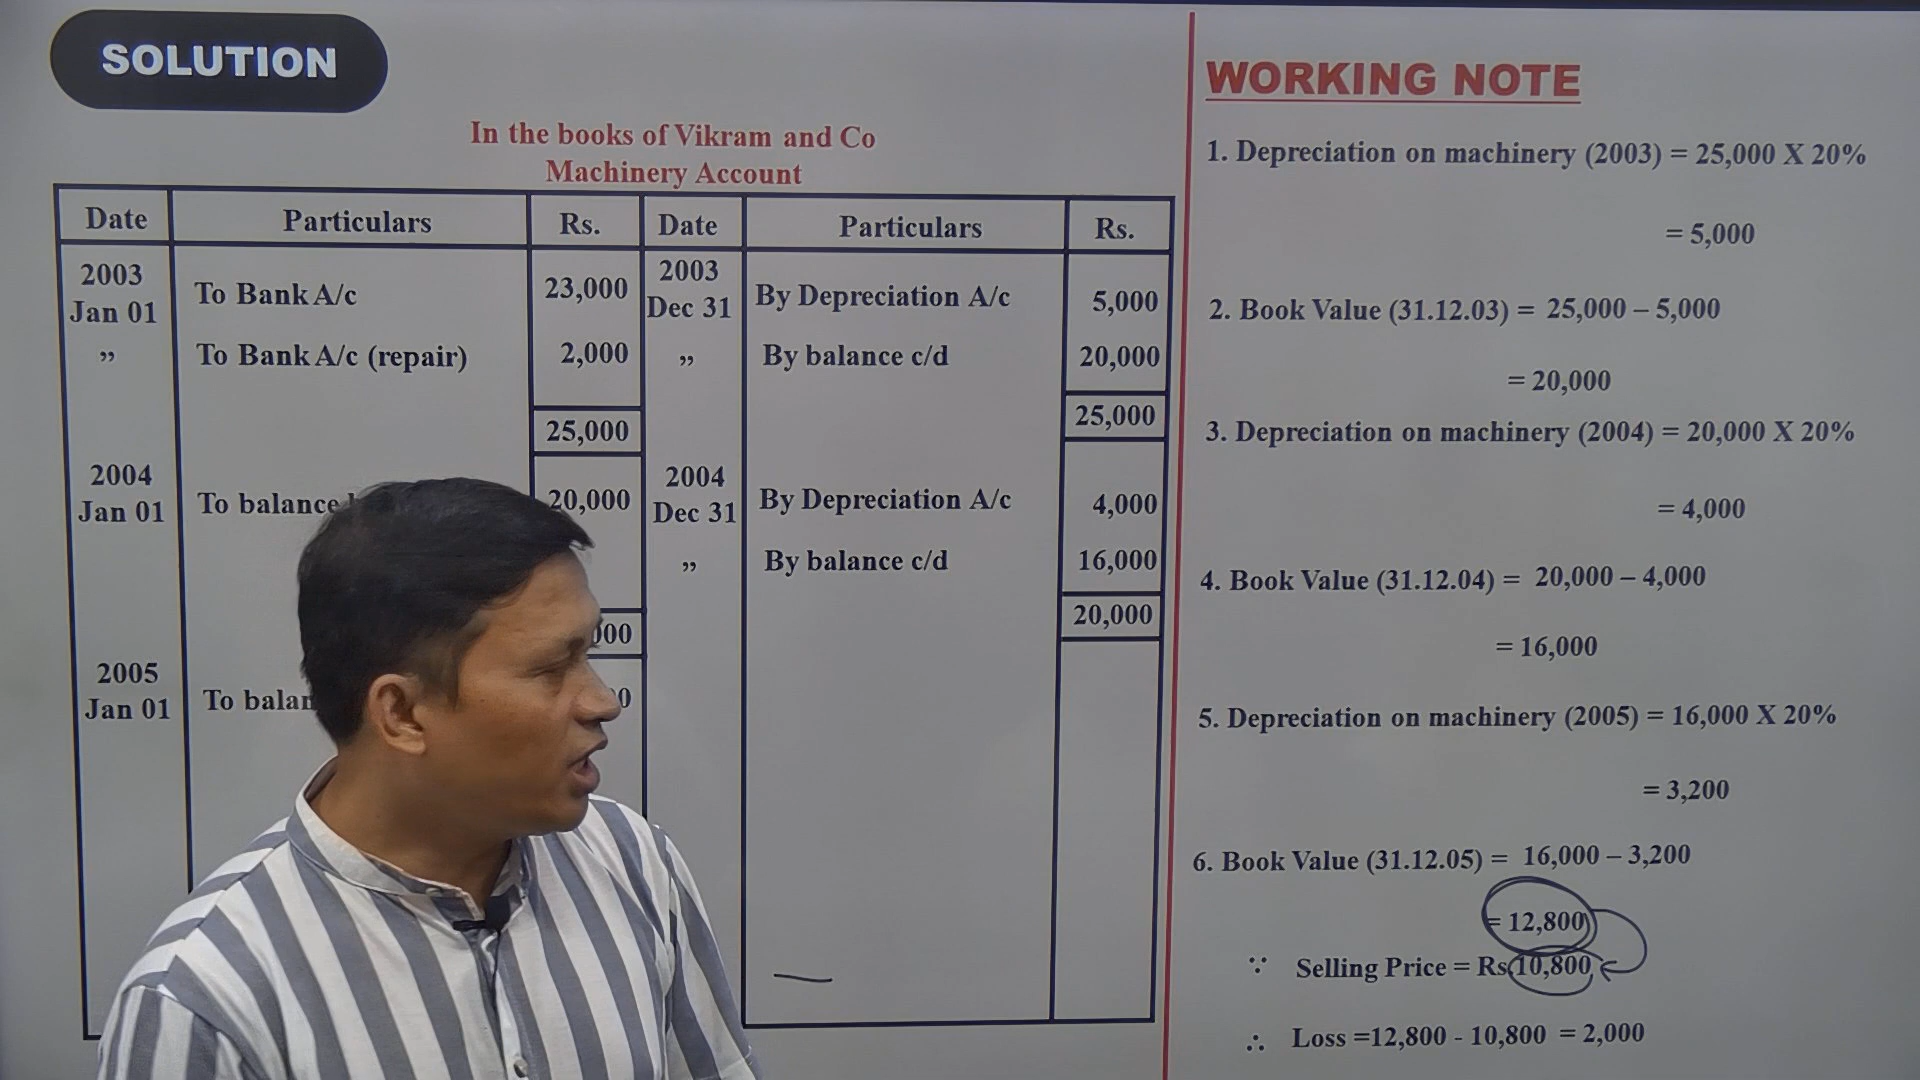 SOLUTION
In the books of Vikram and Co
Machinery Account
Date Particulars Rs. Date Particulars Rs.
2003 Jan 01 To Bank A/c 23,000 2003 Dec 31 By Depreciation A/c 5,000
” To Bank A/c (repair) 2,000 ” By balance c/d 20,000
25,000 25,000
2004 Jan 01 To balance 20,000 2004 Dec 31 By Depreciation A/c 4,000
” By balance c/d 16,000
20,000
2005 Jan 01 To
WORKING NOTE
1. Depreciation on machinery (2003) = 25,000 X 20%
= 5,000
2. Book Value (31.12.03) = 25,000 – 5,000
= 20,000
3. Depreciation on machinery (2004) = 20,000 X 20%
= 4,000
4. Book Value (31.12.04) = 20,000 – 4,000
= 16,000
5. Depreciation on machinery (2005) = 16,000 X 20%
= 3,200
6. Book Value (31.12.05) = 16,000 – 3,200
= 12,800
∵ Selling Price = Rs 10,800
∴ Loss =12,800 - 10,800 = 2,000